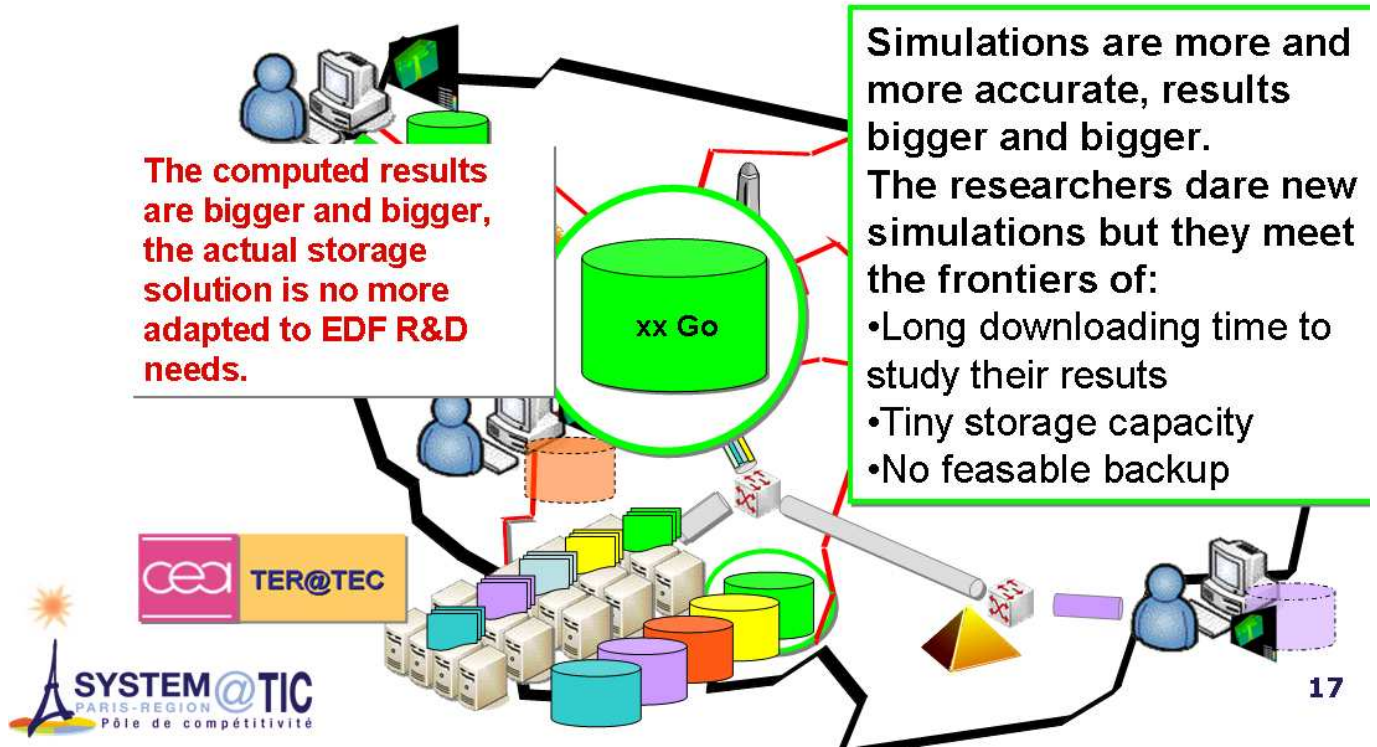 Simulations are more and
more accurate, results
bigger and bigger.
The researchers dare new
simulations but they meet
the frontiers of:
•Long downloading time to
study their resuts
•Tiny storage capacity
•No feasable backup
The computed results
are bigger and bigger,
the actual storage
solution is no more
adapted to EDF R&D
needs.
xx Go
cea
TER@TEC
SYSTEM@TIC
PARIS-REGION
Pôle de compétitivité
17